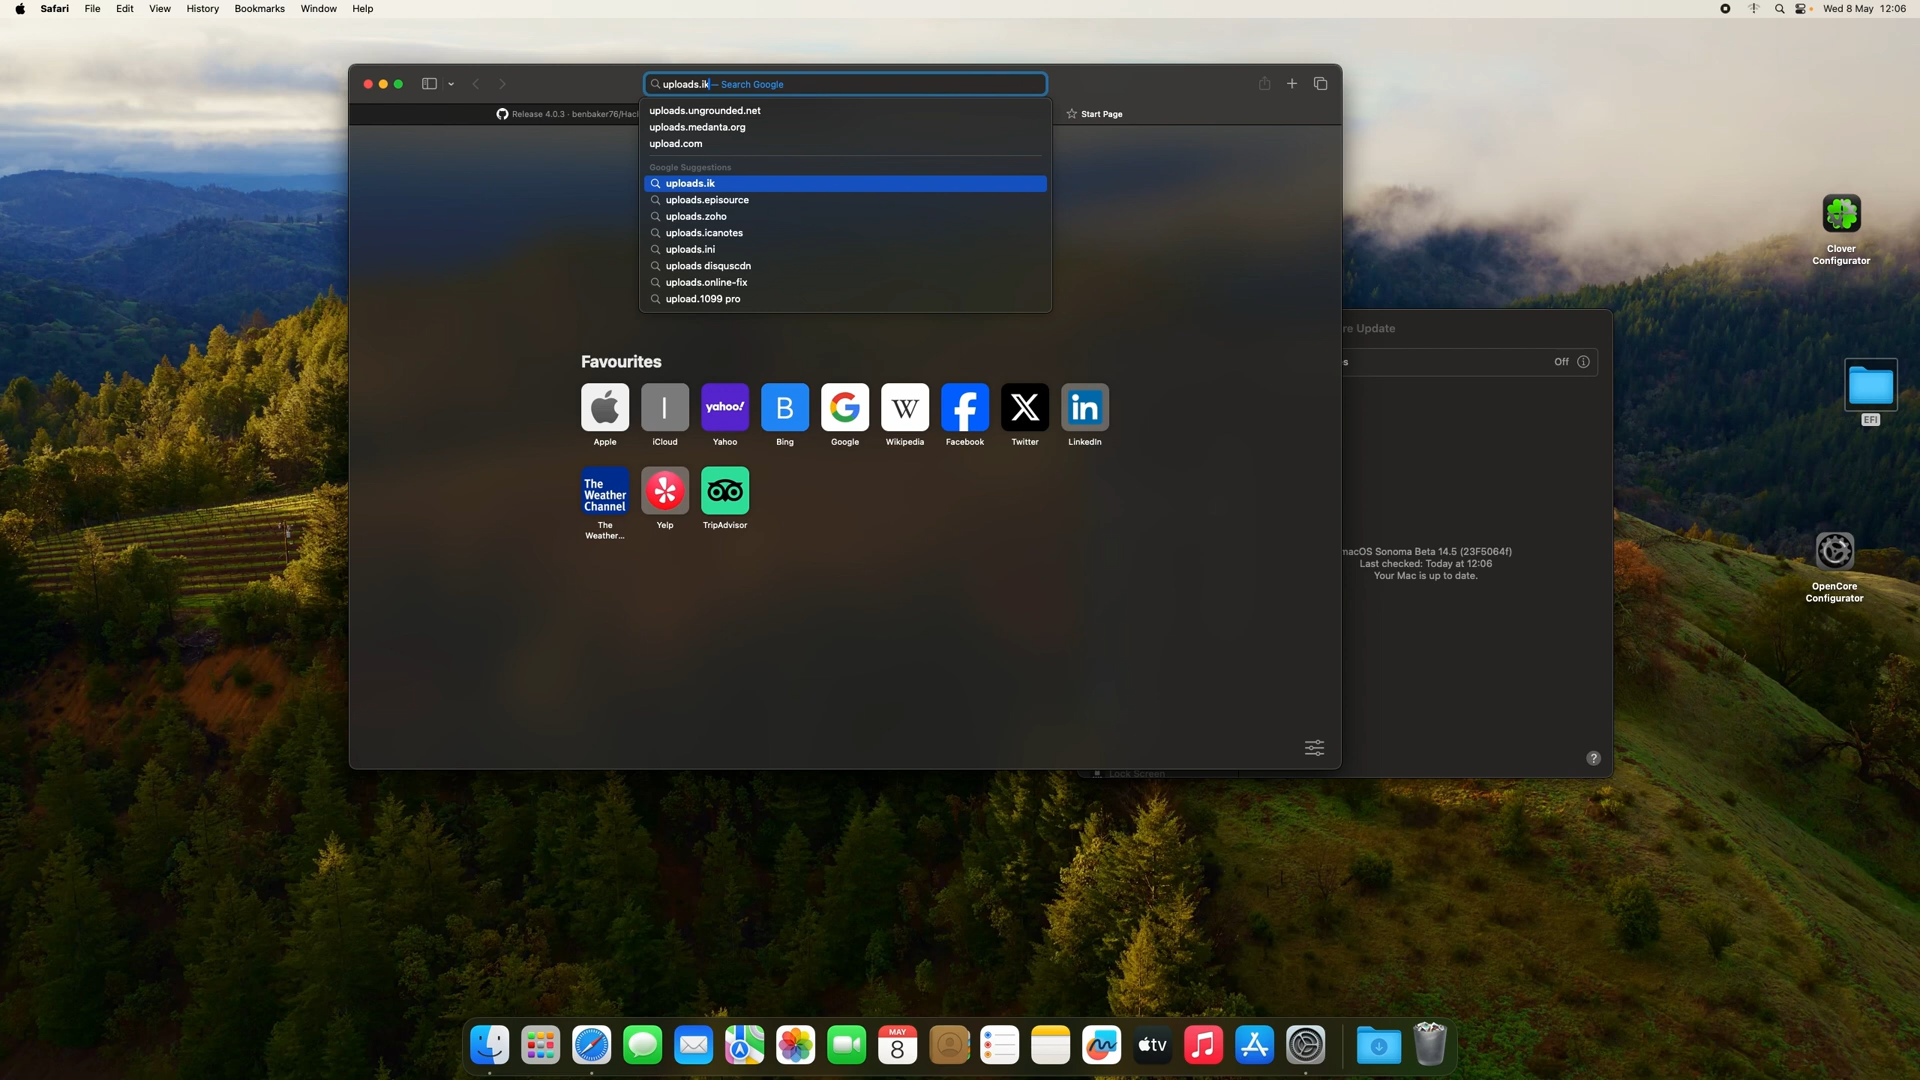 Safari File Edit View History Bookmarks Window Help
Wed 8 May 12:06
uploads.ik — Search Google
Release 4.0.3 · benbaker76/Hac
Start Page
uploads.ungrounded.net
uploads.medanta.org
upload.com
Google Suggestions
uploads.ik
uploads.episource
uploads.zoho
uploads.icanotes
uploads.ini
uploads disquscdn
uploads.online-fix
upload.1099 pro
Clover
Configurator
re Update
s
Off
Favourites
I
yahoo!
B
W
Apple
iCloud
Yahoo
Bing
Google
Wikipedia
Facebook
Twitter
LinkedIn
EFI
The
Weather
Channel
The
Weather...
Yelp
TripAdvisor
macOS Sonoma Beta 14.5 (23F5064f)
Last checked: Today at 12:06
Your Mac is up to date.
OpenCore
Configurator
?
Lock Screen
MAY
8
tv